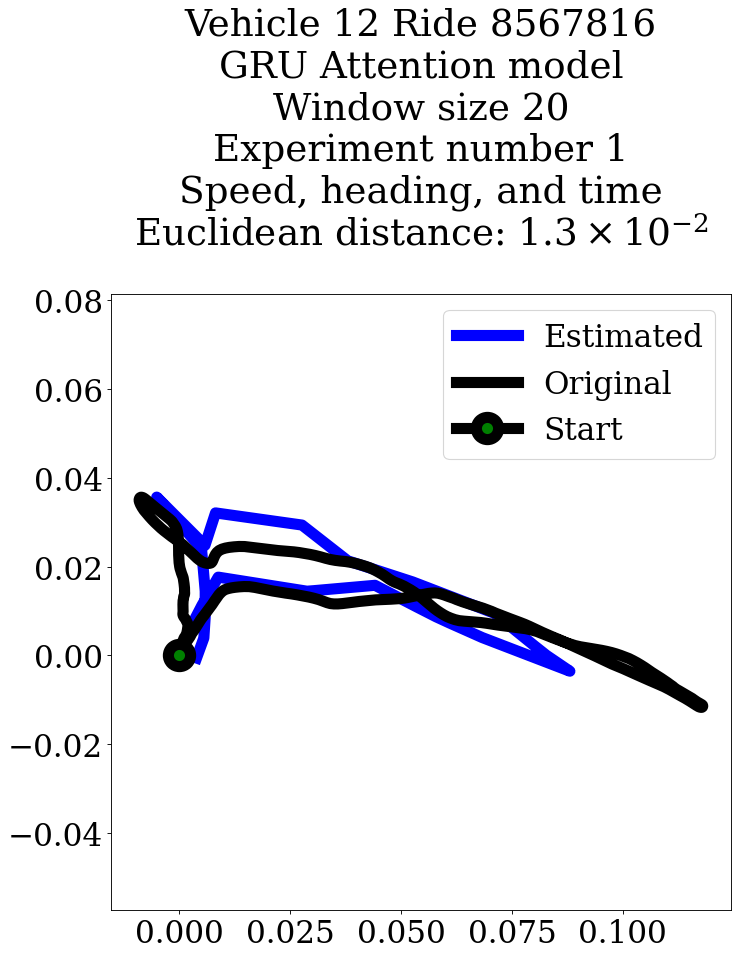 Vehicle 12 Ride 8567816
GRU Attention model
Window size 20
Experiment number 1
Speed, heading, and time
Euclidean distance: 1.3 × 10⁻²
Estimated
Original
Start
0.08
0.06
0.04
0.02
0.00
−0.02
−0.04
0.000 0.025 0.050 0.075 0.100